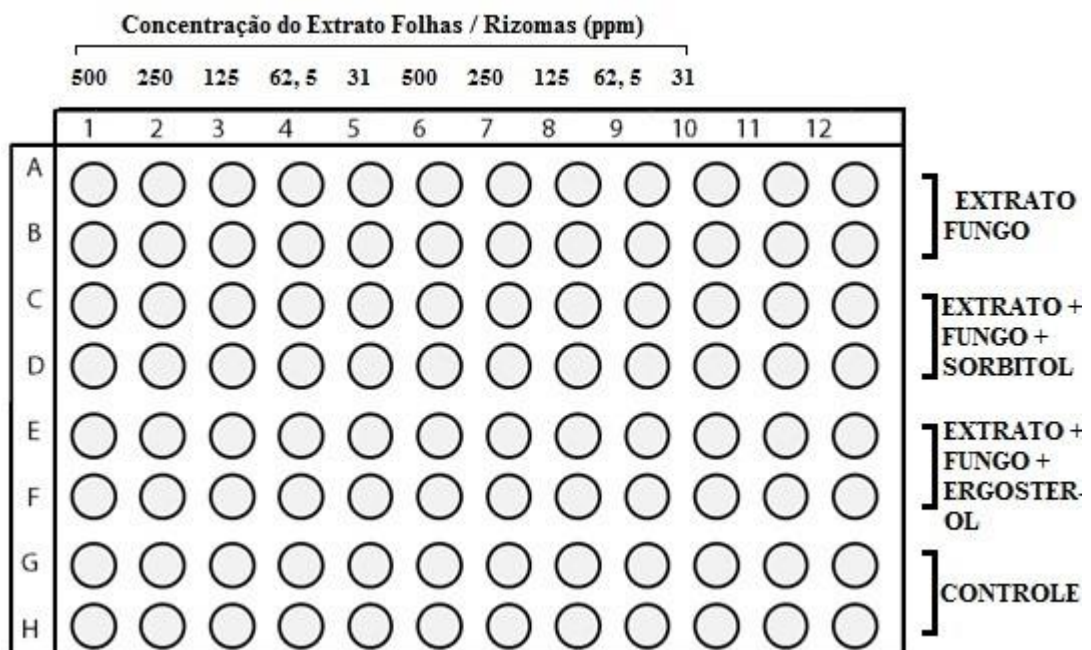 Concentração do Extrato Folhas / Rizomas (ppm)
500 250 125 62, 5 31 500 250 125 62, 5 31
1 2 3 4 5 6 7 8 9 10 11 12
A
B
EXTRATO
FUNGO
C
D
EXTRATO +
FUNGO +
SORBITOL
E
F
EXTRATO +
FUNGO +
ERGOSTER-
OL
G
H
CONTROLE